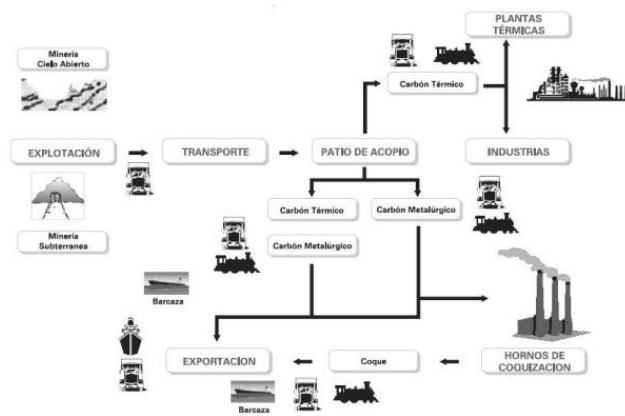 PLANTAS
TÉRMICAS
Minería
Cielo Abierto
Carbón Térmico
EXPLOTACIÓN
TRANSPORTE
PATIO DE ACOPIO
INDUSTRIAS
Carbón Térmico
Carbón Metalúrgico
Minería
Subterranea
Carbón Metalúrgico
Barcaza
EXPORTACION
Coque
HORNOS DE
COQUIZACION
Barcaza